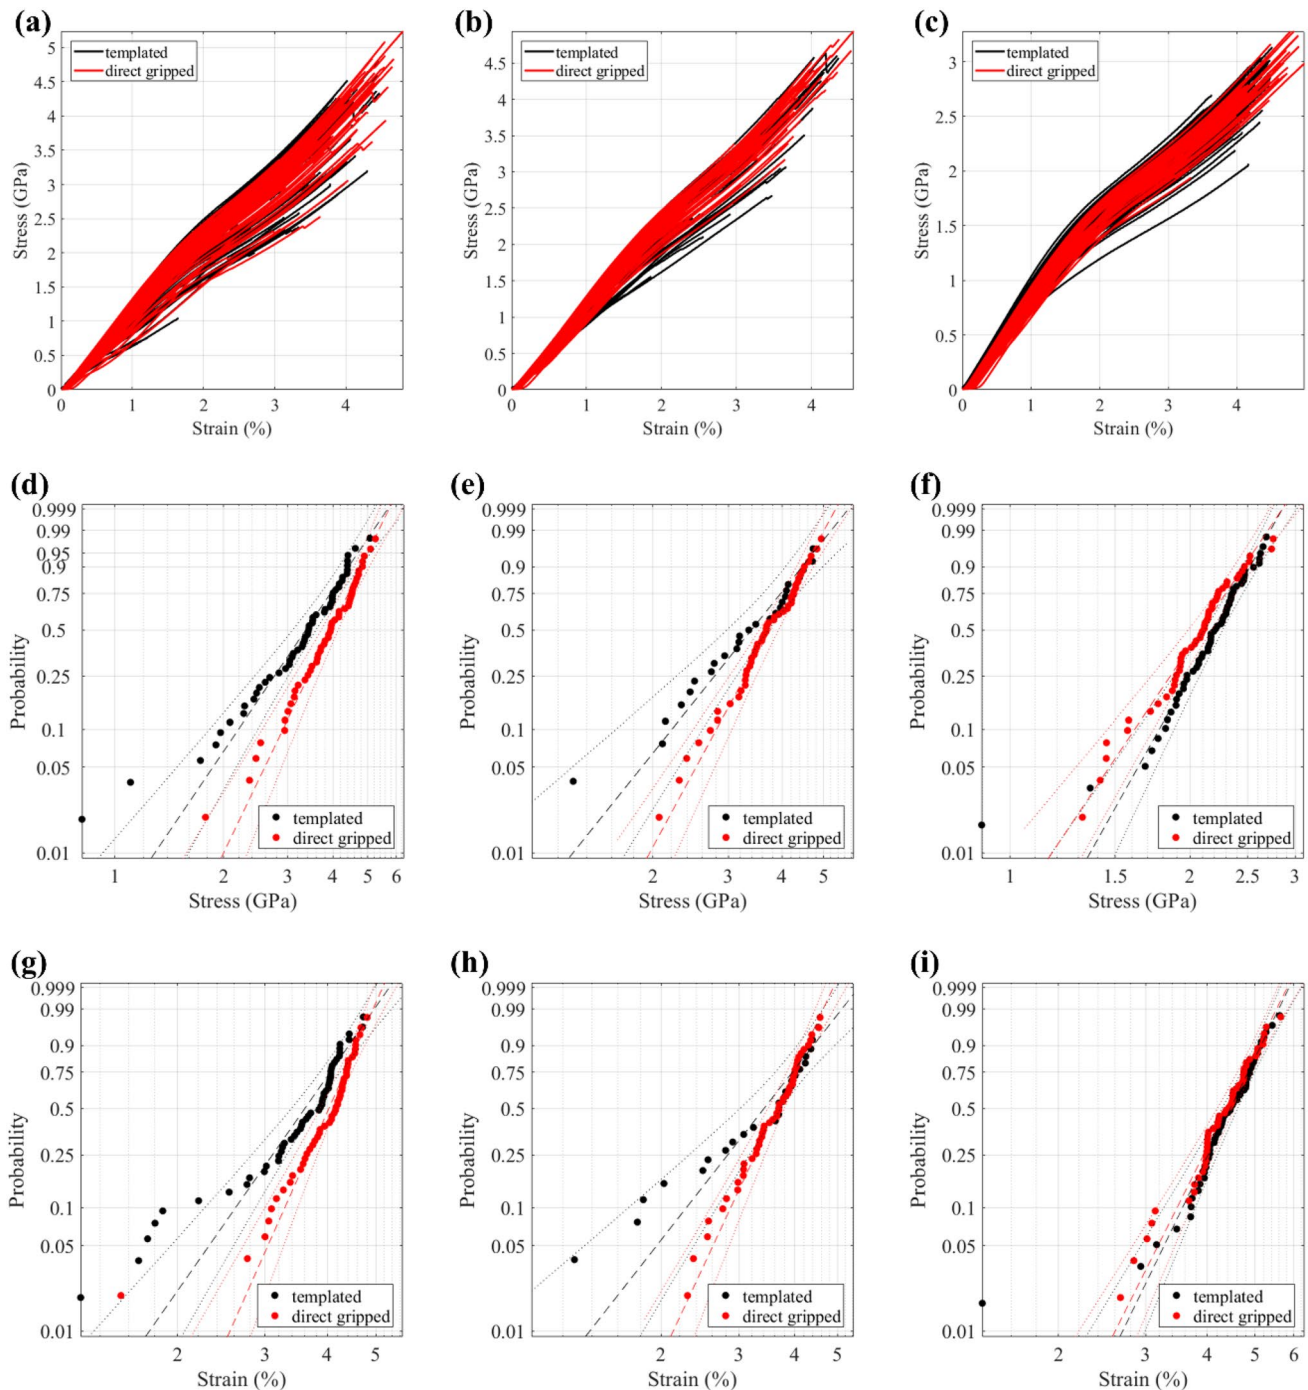 (a)
5
4.5
4
3.5
3
2.5
2
1.5
1
0.5
0
Stress (GPa)
templated
direct gripped
0 1 2 3 4
Strain (%)
(b)
4.5
4
3.5
3
2.5
2
1.5
1
0.5
0
Stress (GPa)
templated
direct gripped
0 1 2 3 4
Strain (%)
(c)
3
2.5
2
1.5
1
0.5
0
Stress (GPa)
templated
direct gripped
0 1 2 3 4
Strain (%)
(d)
0.999
0.99
0.95
0.9
0.75
0.5
0.25
0.1
0.05
0.01
Probability
templated
direct gripped
1 2 3 4 5 6
Stress (GPa)
(e)
0.999
0.99
0.95
0.9
0.75
0.5
0.25
0.1
0.05
0.01
Probability
templated
direct gripped
2 3 4 5
Stress (GPa)
(f)
0.999
0.99
0.95
0.9
0.75
0.5
0.25
0.1
0.05
0.01
Probability
templated
direct gripped
1 1.5 2 2.5 3
Stress (GPa)
(g)
0.999
0.99
0.9
0.75
0.5
0.25
0.1
0.05
0.01
Probability
templated
direct gripped
2 3 4 5
Strain (%)
(h)
0.999
0.99
0.9
0.75
0.5
0.25
0.1
0.05
0.01
Probability
templated
direct gripped
2 3 4 5
Strain (%)
(i)
0.999
0.99
0.9
0.75
0.5
0.25
0.1
0.05
0.01
Probability
templated
direct gripped
2 3 4 5 6
Strain (%)